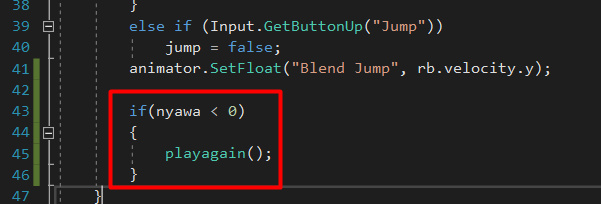 38 }
39 else if (Input.GetButtonUp("Jump"))
40 jump = false;
41 animator.SetFloat("Blend Jump", rb.velocity.y);
42
43 if(nyawa < 0)
44 {
45 playagain();
46 }
47 }